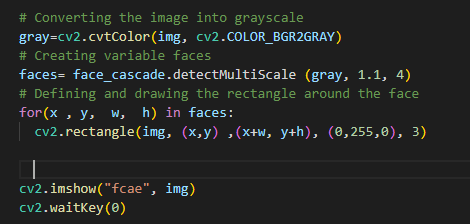 # Converting the image into grayscale
gray=cv2.cvtColor(img, cv2.COLOR_BGR2GRAY)
# Creating variable faces
faces= face_cascade.detectMultiScale (gray, 1.1, 4)
# Defining and drawing the rectangle around the face
for(x , y,  w,  h) in faces:
  cv2.rectangle(img, (x,y) ,(x+w, y+h), (0,255,0), 3)
cv2.imshow("fcae", img)
cv2.waitKey(0)